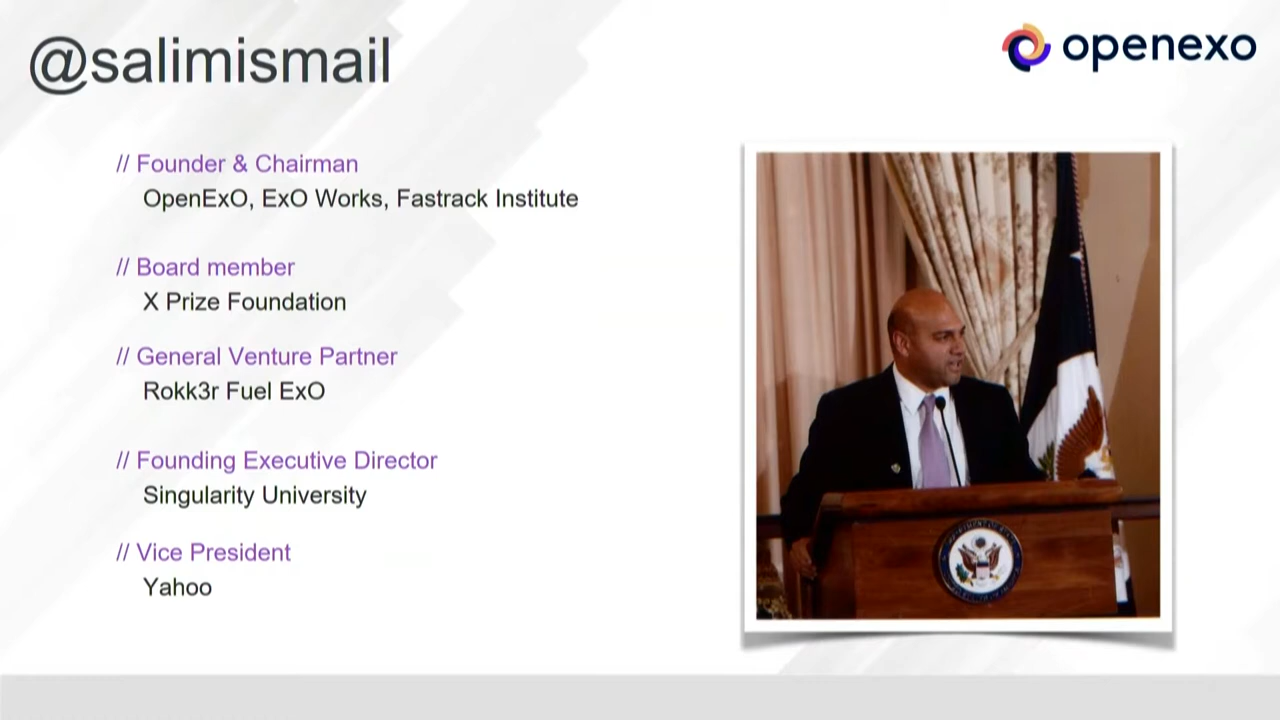 @salimismail
openexo
// Founder & Chairman
OpenExO, ExO Works, Fastrack Institute
// Board member
X Prize Foundation
// General Venture Partner
Rokk3r Fuel ExO
// Founding Executive Director
Singularity University
// Vice President
Yahoo